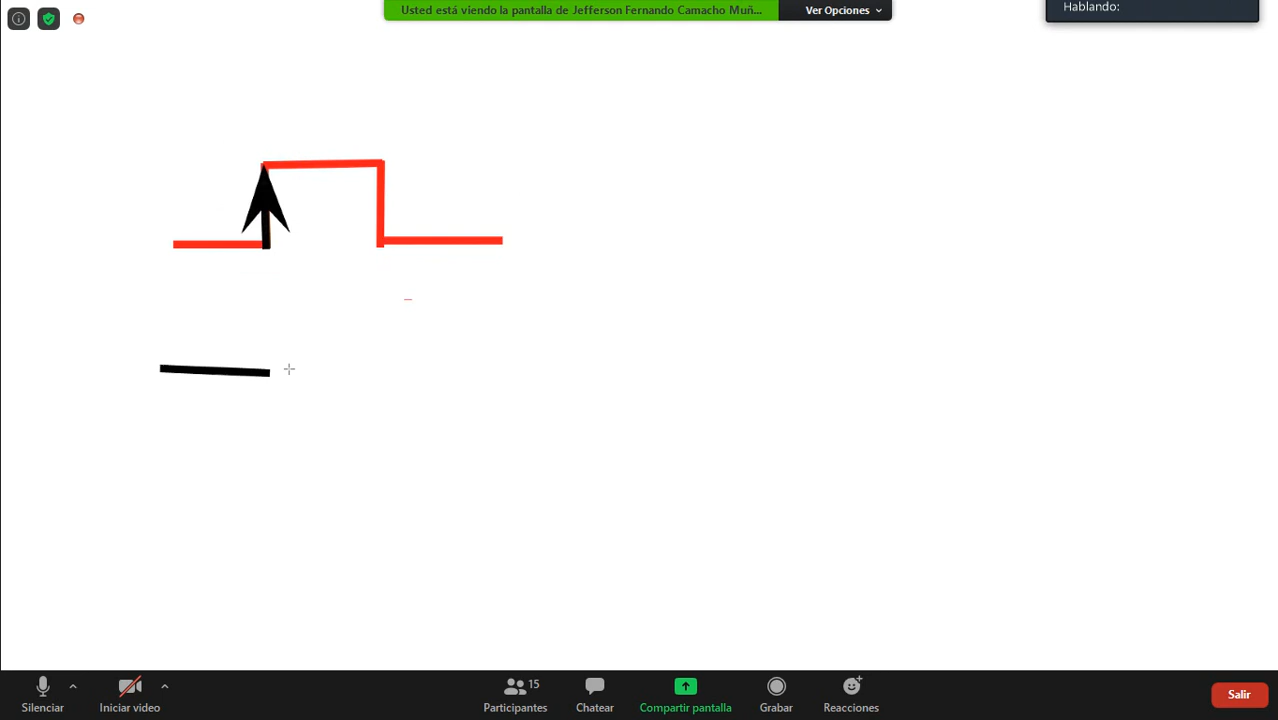 Usted está viendo la pantalla de Jefferson Fernando Camacho Muñ...
Ver Opciones
Hablando:
Silenciar
Iniciar video
15
Participantes
Chatear
Compartir pantalla
Grabar
Reacciones
Salir